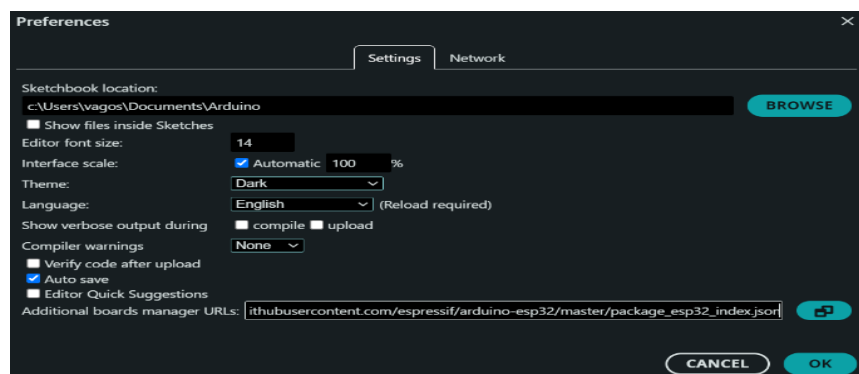 Preferences
Settings Network
Sketchbook location:
c:\Users\vagos\Documents\Arduino BROWSE
Show files inside Sketches
Editor font size: 14
Interface scale: Automatic 100 %
Theme: Dark
Language: English (Reload required)
Show verbose output during compile upload
Compiler warnings None
Verify code after upload
Auto save
Editor Quick Suggestions
Additional boards manager URLs: ithubusercontent.com/espressif/arduino-esp32/master/package_esp32_index.json
CANCEL OK